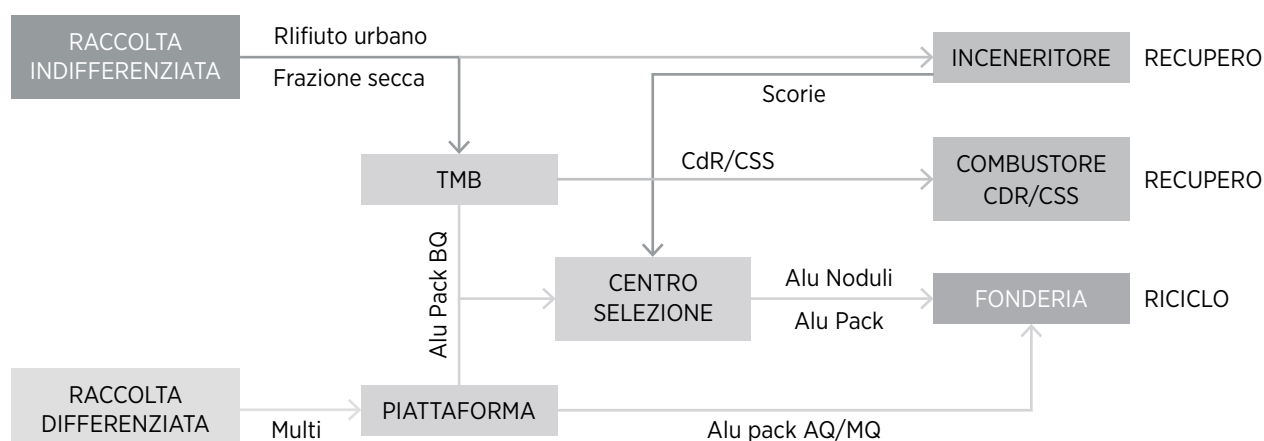 RACCOLTA
INDIFFERENZIATA
RIifiuto urbano
Frazione secca
INCENERITORE
RECUPERO
Scorie
TMB
CdR/CSS
COMBUSTORE
CDR/CSS
RECUPERO
Alu Pack BQ
CENTRO
SELEZIONE
Alu Noduli
Alu Pack
FONDERIA
RICICLO
RACCOLTA
DIFFERENZIATA
Multi
PIATTAFORMA
Alu pack AQ/MQ